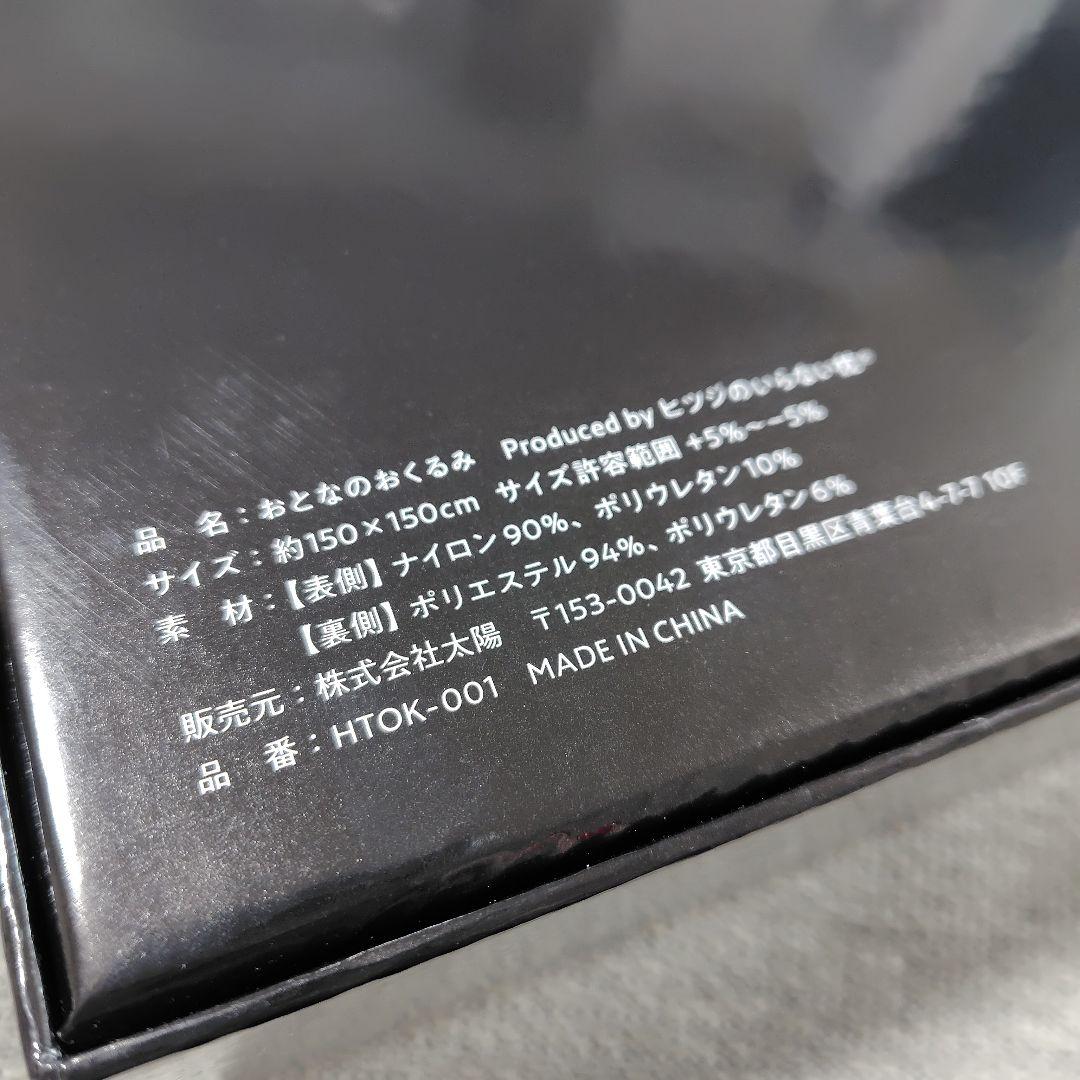 品 名：おとなのおくるみ Produced by ヒツジのいらない枕®
サイズ：約150×150cm サイズ許容範囲 +5%〜−5%
素 材：【表側】ナイロン90%、ポリウレタン10%
【裏側】ポリエステル94%、ポリウレタン6%
販売元：株式会社太陽 〒153-0042 東京都目黒区青葉台4-7-7 10F
品 番：HTOK-001 MADE IN CHINA